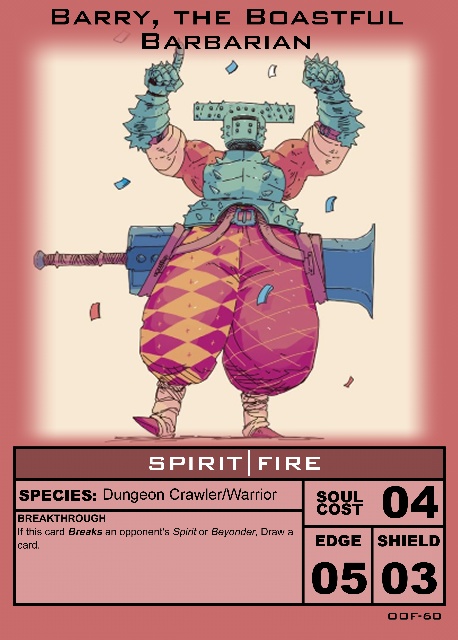 Barry, the Boastful
Barbarian
SPIRIT|FIRE
SPECIES: Dungeon Crawler/Warrior
SOUL
COST 04
BREAKTHROUGH
If this card Breaks an opponent's Spirit or Beyonder, Draw a
card.
EDGE SHIELD
05 03
OOF-60